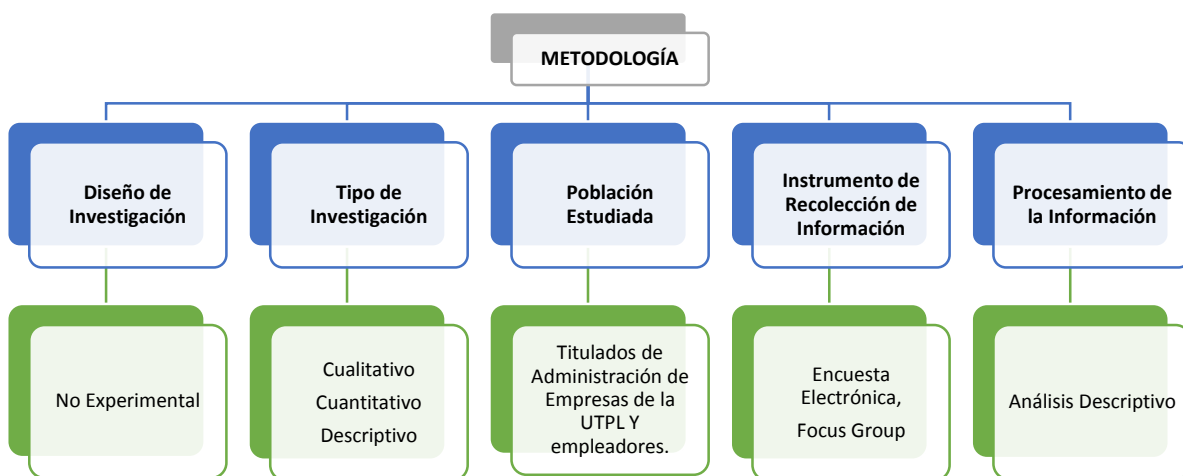 METODOLOGÍA
Diseño de
Investigación
Tipo de
Investigación
Población
Estudiada
Instrumento de
Recolección de
Información
Procesamiento de
la Información
No Experimental
Cualitativo
Cuantitativo
Descriptivo
Titulados de
Administración de
Empresas de la
UTPL Y
empleadores.
Encuesta
Electrónica,
Focus Group
Análisis Descriptivo